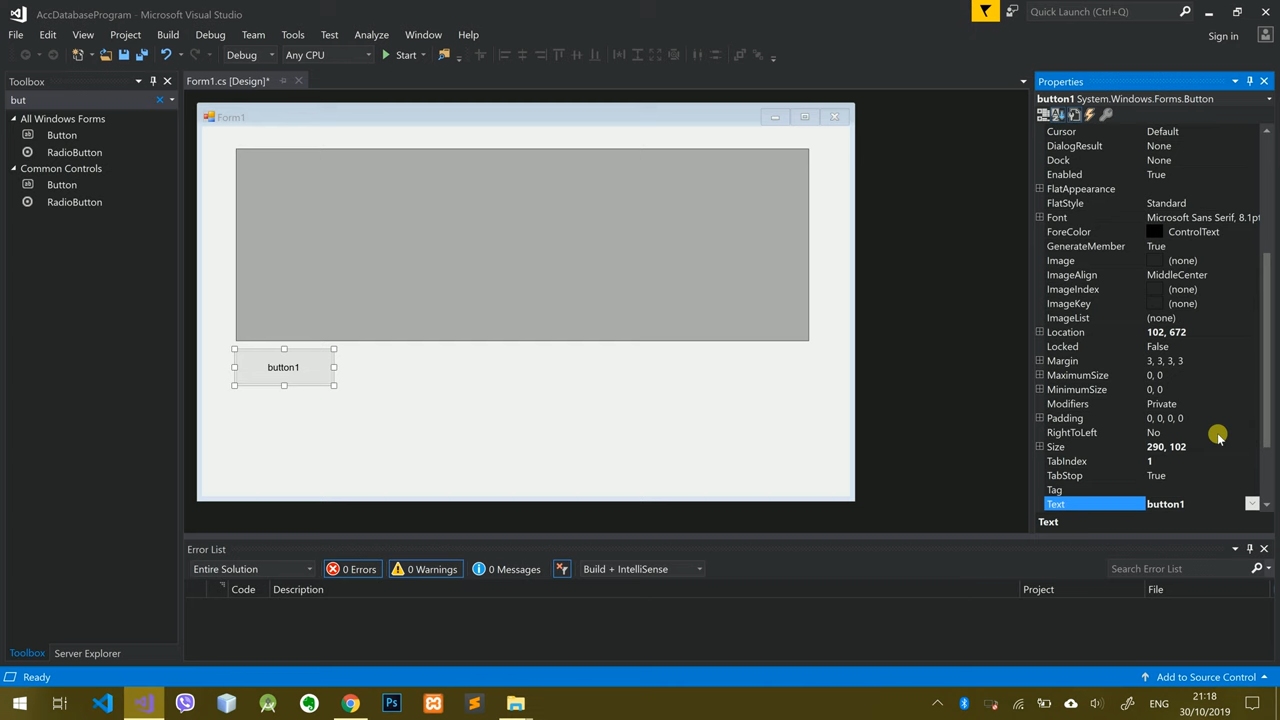 AccDatabaseProgram - Microsoft Visual Studio
Quick Launch (Ctrl+Q)
File Edit View Project Build Debug Team Tools Test Analyze Window Help
Sign in
Debug Any CPU Start
Toolbox
but
All Windows Forms
Button
RadioButton
Common Controls
Button
RadioButton
Form1.cs [Design]*
Form1
button1
Properties
button1 System.Windows.Forms.Button
Cursor Default
DialogResult None
Dock None
Enabled True
FlatAppearance
FlatStyle Standard
Font Microsoft Sans Serif, 8.1pt
ForeColor ControlText
GenerateMember True
Image (none)
ImageAlign MiddleCenter
ImageIndex (none)
ImageKey (none)
ImageList (none)
Location 102, 672
Locked False
Margin 3, 3, 3, 3
MaximumSize 0, 0
MinimumSize 0, 0
Modifiers Private
Padding 0, 0, 0, 0
RightToLeft No
Size 290, 102
TabIndex 1
TabStop True
Tag
Text button1
Text
Error List
Entire Solution 0 Errors 0 Warnings 0 Messages Build + IntelliSense Search Error List
Code Description Project File
Toolbox Server Explorer
Ready Add to Source Control
ENG
21:18
30/10/2019